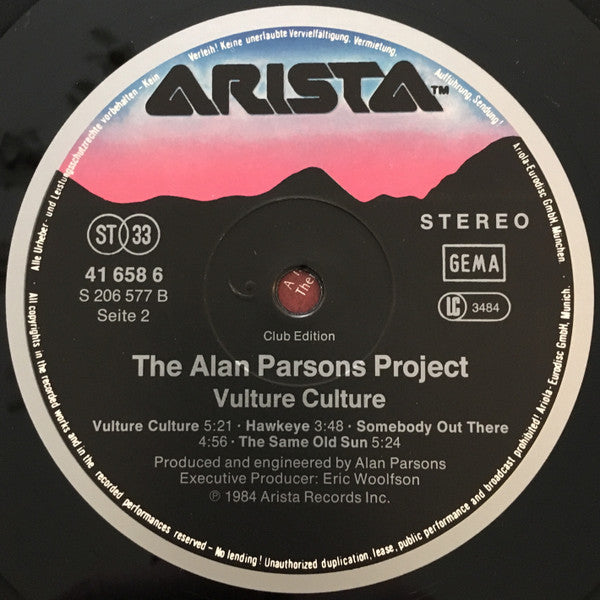 Alle Urheber- und Leistungsschutzrechte vorbehalten - Kein Verleih! Keine unerlaubte Vervielfältigung, Vermietung, Aufführung, Sendung!
ARISTA™
ST 33
STEREO
41 658 6
S 206 577 B
Seite 2
GEMA
LC 3484
A
The
Club Edition
The Alan Parsons Project
Vulture Culture
Vulture Culture 5:21 · Hawkeye 3:48 · Somebody Out There
4:56 · The Same Old Sun 5:24
Produced and engineered by Alan Parsons
Executive Producer: Eric Woolfson
℗ 1984 Arista Records Inc.
Ariola-Eurodisc GmbH, München.
All copyrights in the recorded works and in the recorded performances reserved – No lending! Unauthorized duplication, lease, public performance and broadcast prohibited! Ariola - Eurodisc GmbH, Munich.